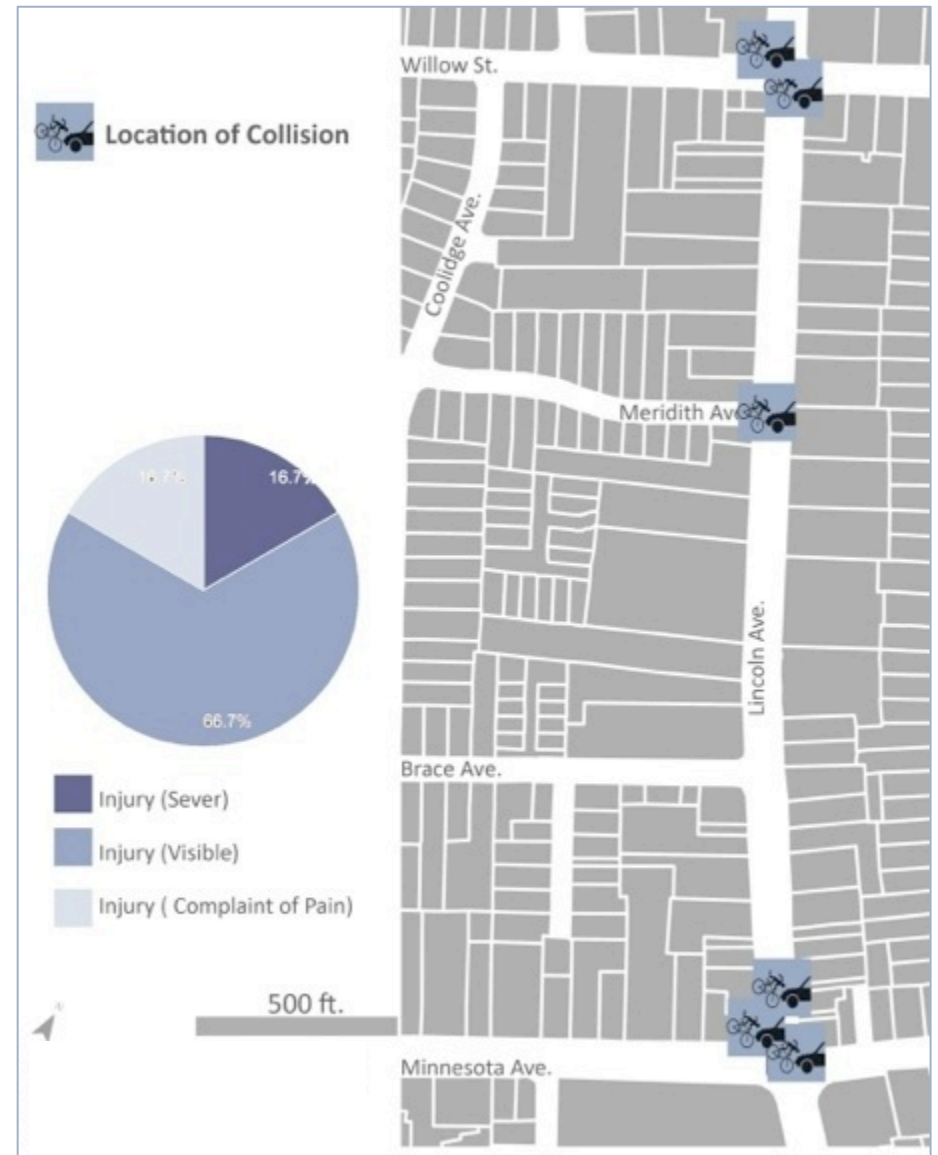 Willow St.
Location of Collision
Coolidge Ave.
Meridith Ave
16.7%
16.7%
Lincoln Ave.
66.7%
Brace Ave.
Injury (Sever)
Injury (Visible)
Injury ( Complaint of Pain)
500 ft.
Minnesota Ave.